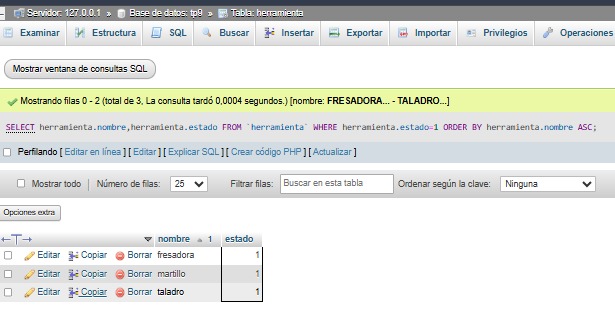 Servidor: 127.0.0.1 » Base de datos: tp9 » Tabla: herramienta
Examinar Estructura SQL Buscar Insertar Exportar Importar Privilegios Operaciones
Mostrar ventana de consultas SQL
Mostrando filas 0 - 2 (total de 3, La consulta tardó 0,0004 segundos.) [nombre: FRESADORA... - TALADRO...]
SELECT herramienta.nombre,herramienta.estado FROM `herramienta` WHERE herramienta.estado=1 ORDER BY herramienta.nombre ASC;
Perfilando [ Editar en línea ] [ Editar ] [ Explicar SQL ] [ Crear código PHP ] [ Actualizar ]
Mostrar todo | Número de filas: 25 Filtrar filas: Buscar en esta tabla Ordenar según la clave: Ninguna
Opciones extra
←T→ nombre 1 estado
Editar Copiar Borrar fresadora 1
Editar Copiar Borrar martillo 1
Editar Copiar Borrar taladro 1